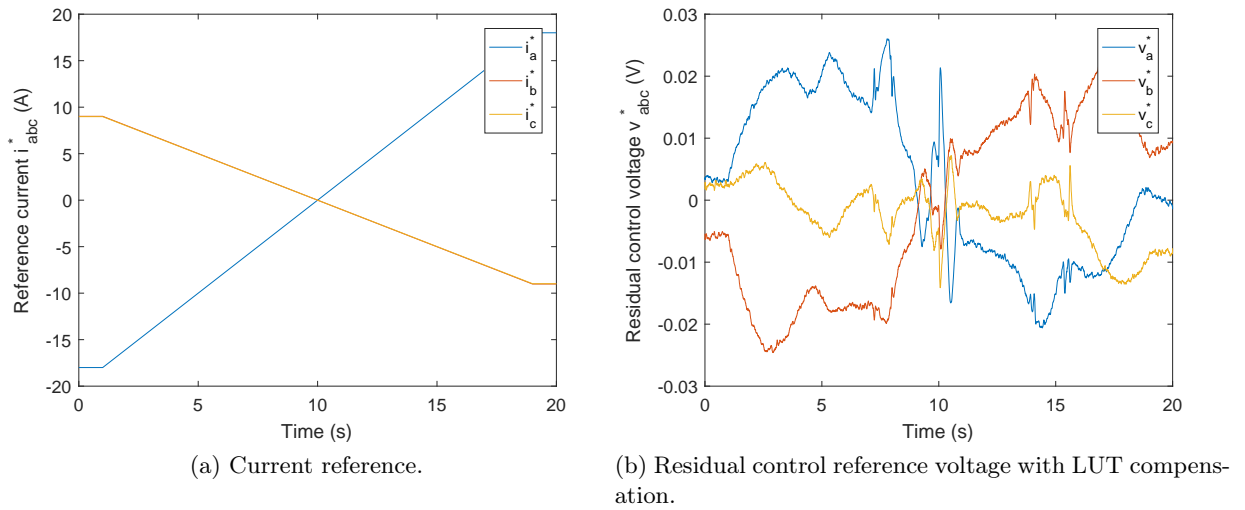 20
15
10
5
0
-5
-10
-15
-20
0
5
10
15
20
Reference current i*abc (A)
Time (s)
i*a
i*b
i*c
(a) Current reference.
0.03
0.02
0.01
0
-0.01
-0.02
-0.03
0
5
10
15
20
Residual control voltage v*abc (V)
Time (s)
v*a
v*b
v*c
(b) Residual control reference voltage with LUT compens-
ation.